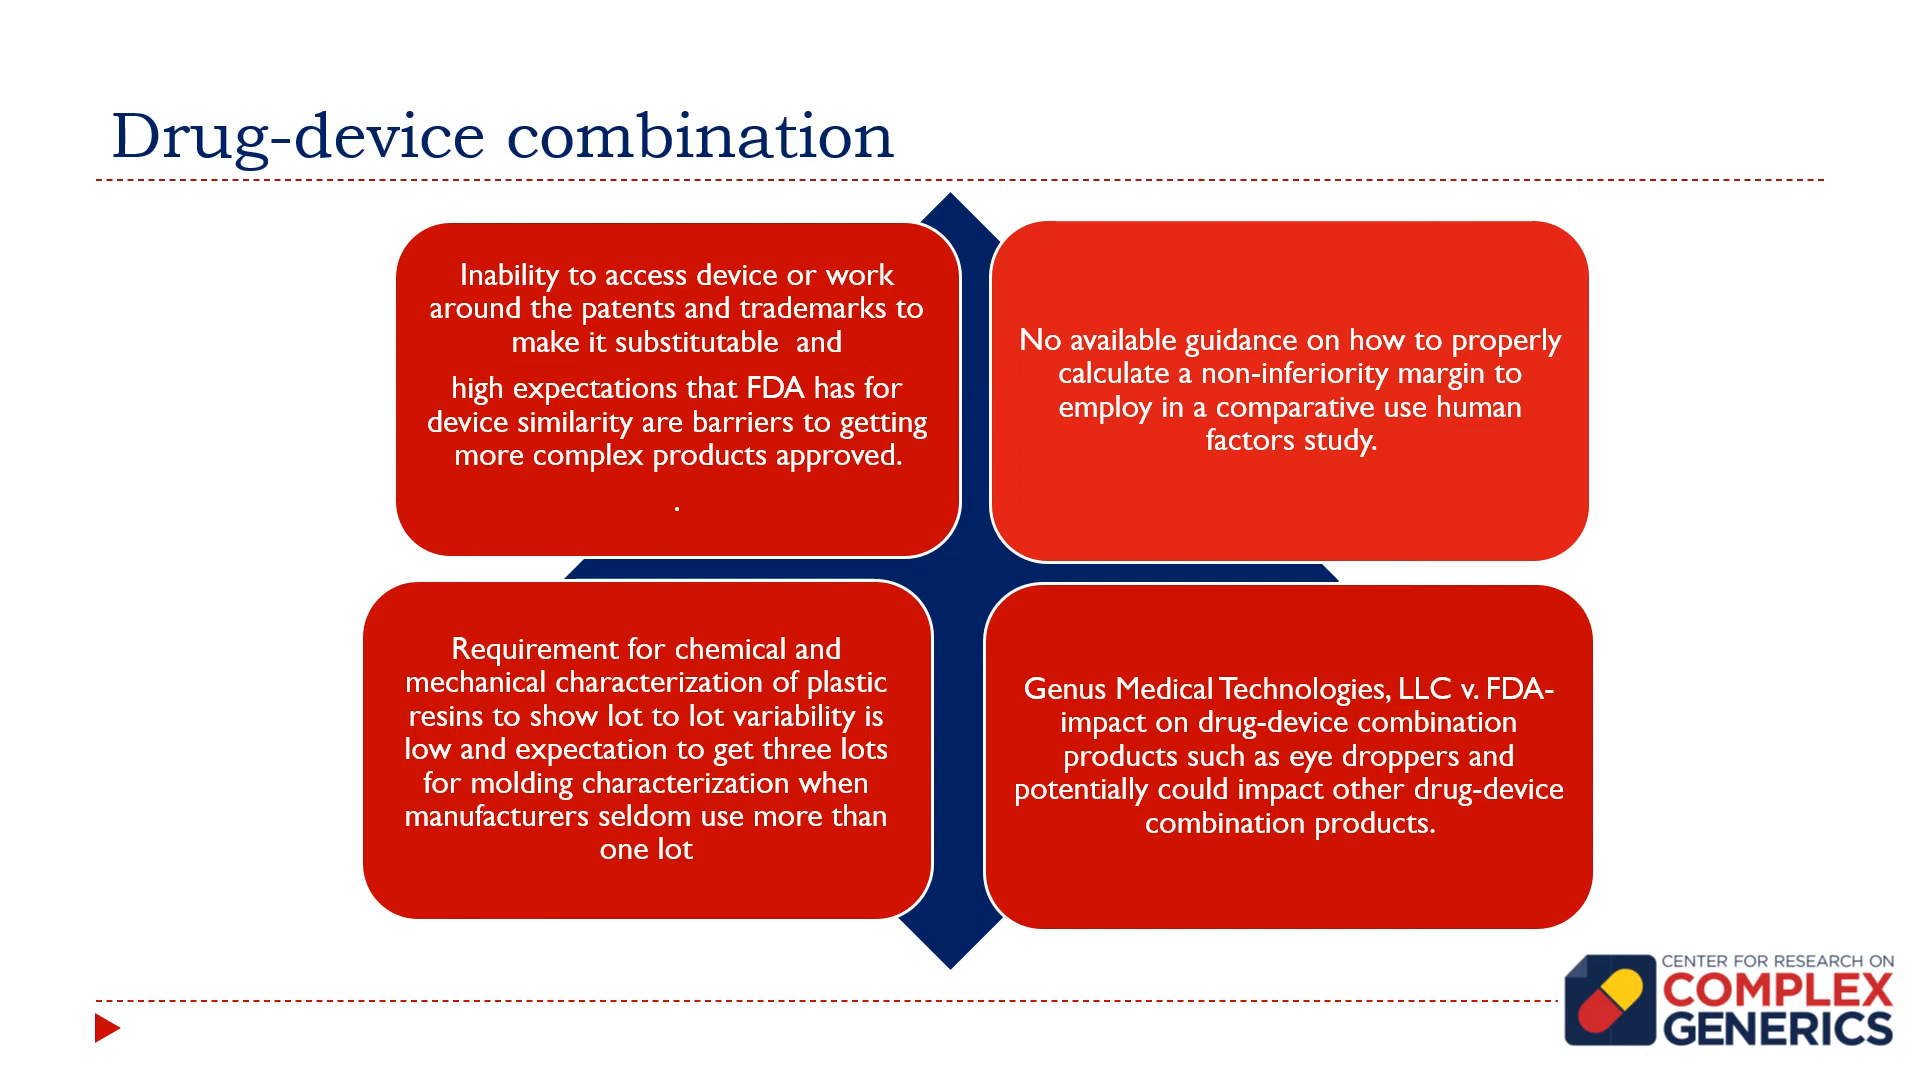 Drug-device combination
Inability to access device or work
around the patents and trademarks to
make it substitutable  and
high expectations that FDA has for
device similarity are barriers to getting
more complex products approved.
.
No available guidance on how to properly
calculate a non-inferiority margin to
employ in a comparative use human
factors study.
Requirement for chemical and
mechanical characterization of plastic
resins to show lot to lot variability is
low and expectation to get three lots
for molding characterization when
manufacturers seldom use more than
one lot
Genus Medical Technologies, LLC v. FDA-
impact on drug-device combination
products such as eye droppers and
potentially could impact other drug-device
combination products.
CENTER FOR RESEARCH ON
COMPLEX
GENERICS